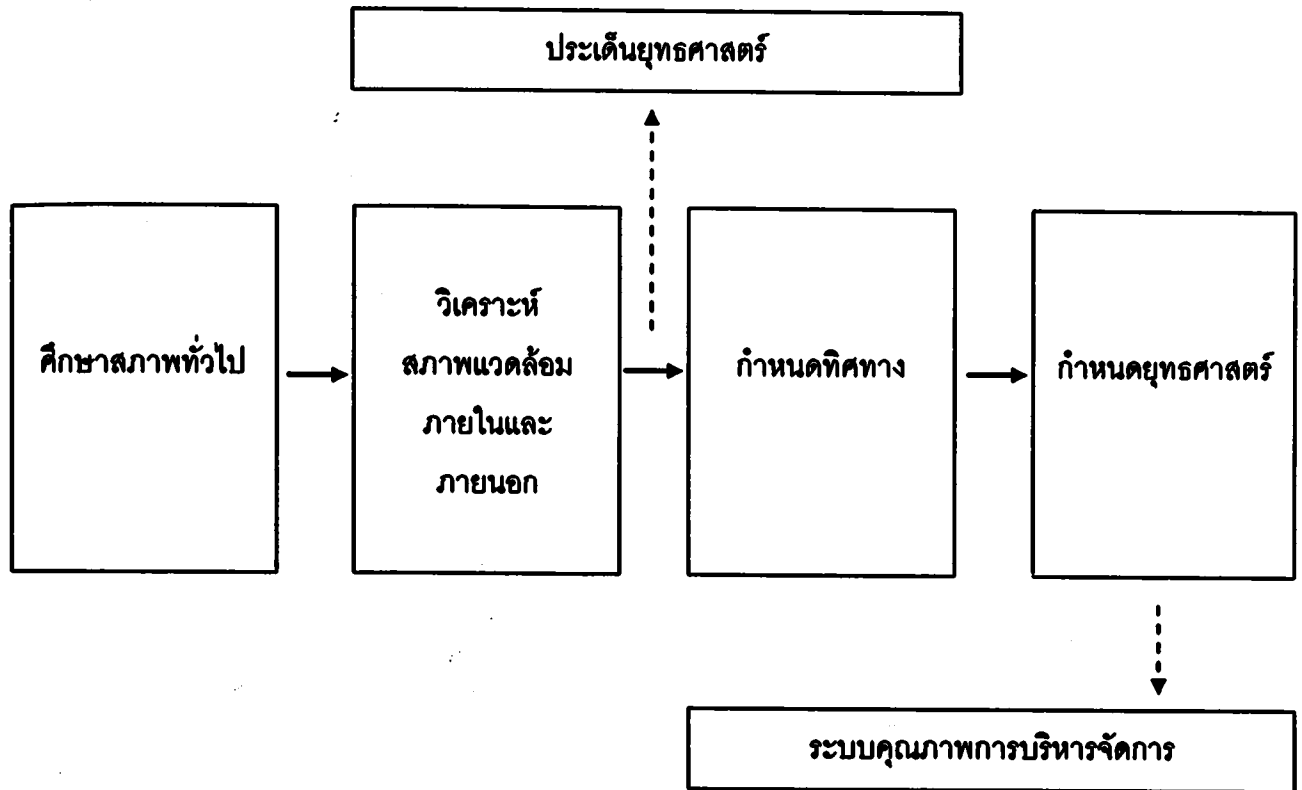 ประเด็นยุทธศาสตร์
ศึกษาสภาพทั่วไป
วิเคราะห์
สภาพแวดล้อม
ภายในและ
ภายนอก
กำหนดทิศทาง
กำหนดยุทธศาสตร์
ระบบคุณภาพการบริหารจัดการ